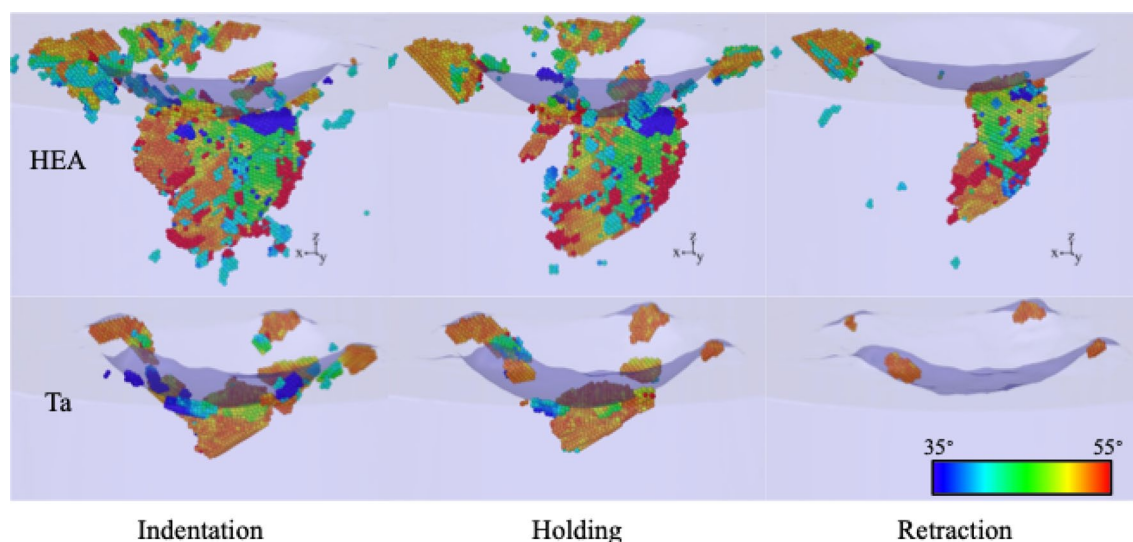 HEA
z
x y
z
x y
z
x y
Ta
35° 55°
Indentation Holding Retraction